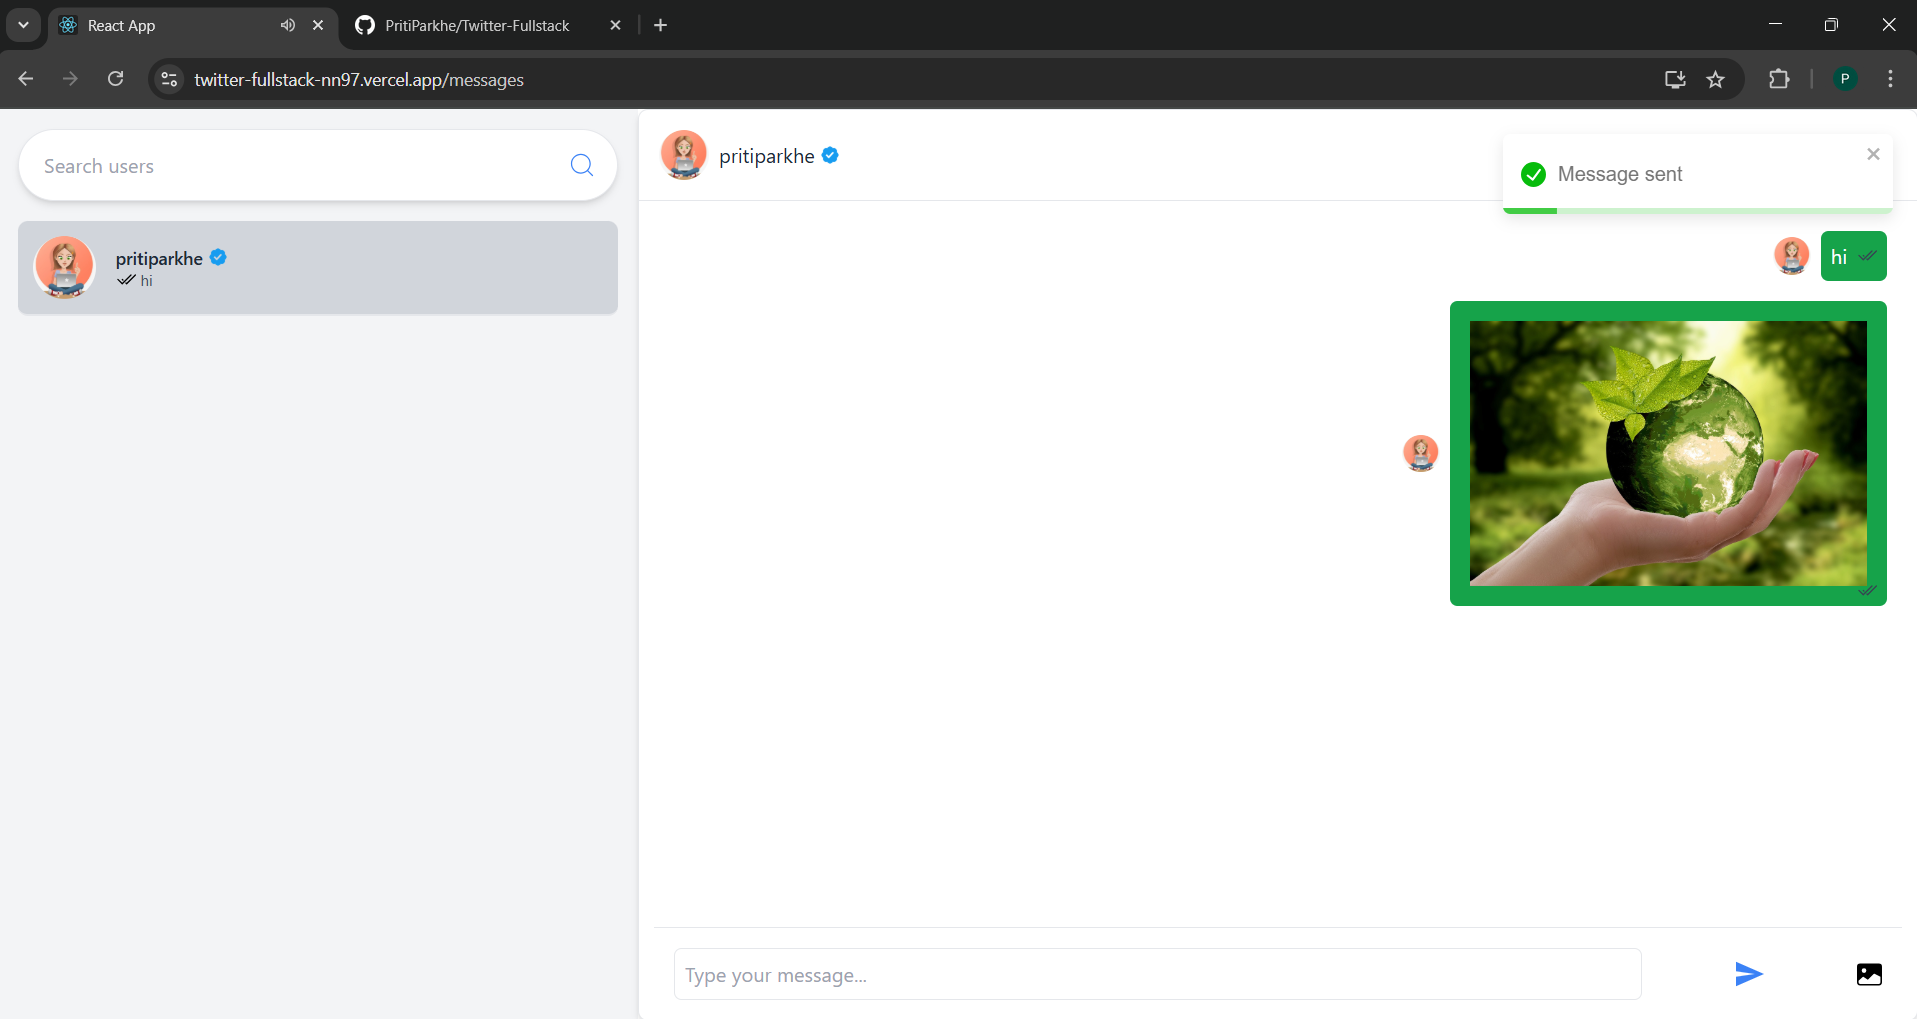 React App
PritiParkhe/Twitter-Fullstack
twitter-fullstack-nn97.vercel.app/messages
P
Search users
pritiparkhe
hi
pritiparkhe
Message sent
hi
Type your message...